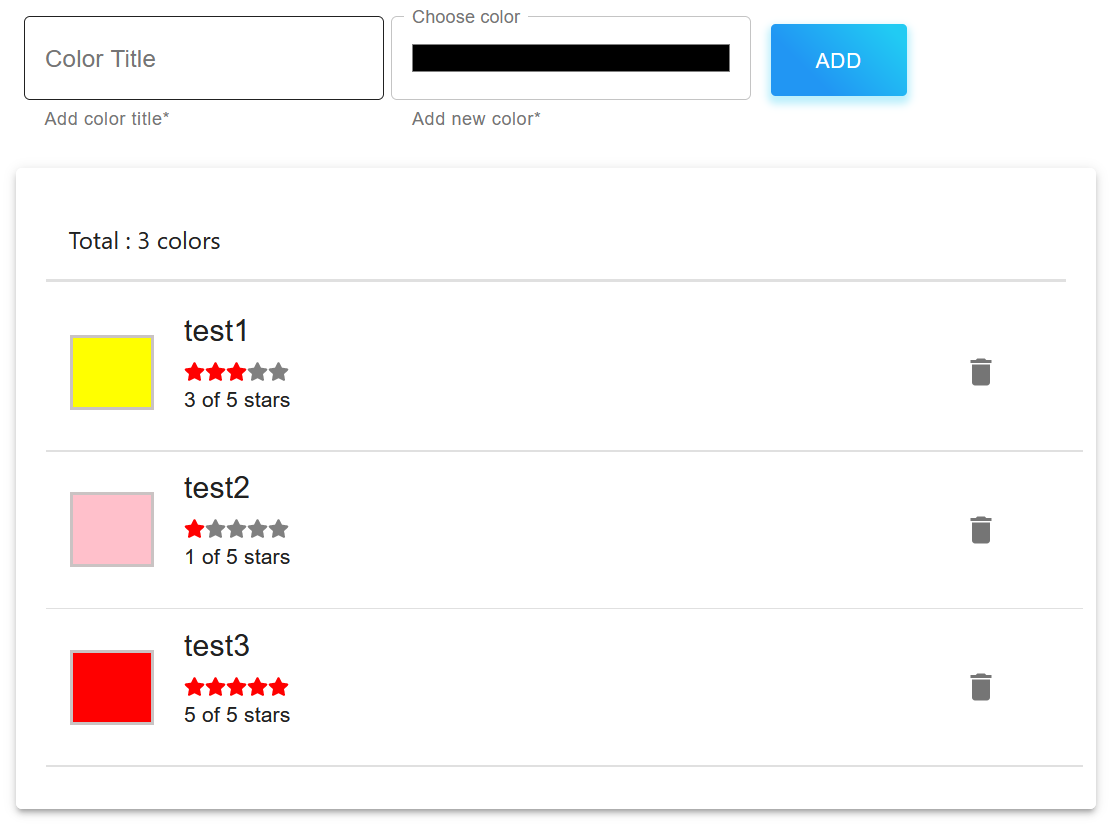 Choose color
Color Title
ADD
Add color title*
Add new color*
Total : 3 colors
test1
3 of 5 stars
test2
1 of 5 stars
test3
5 of 5 stars